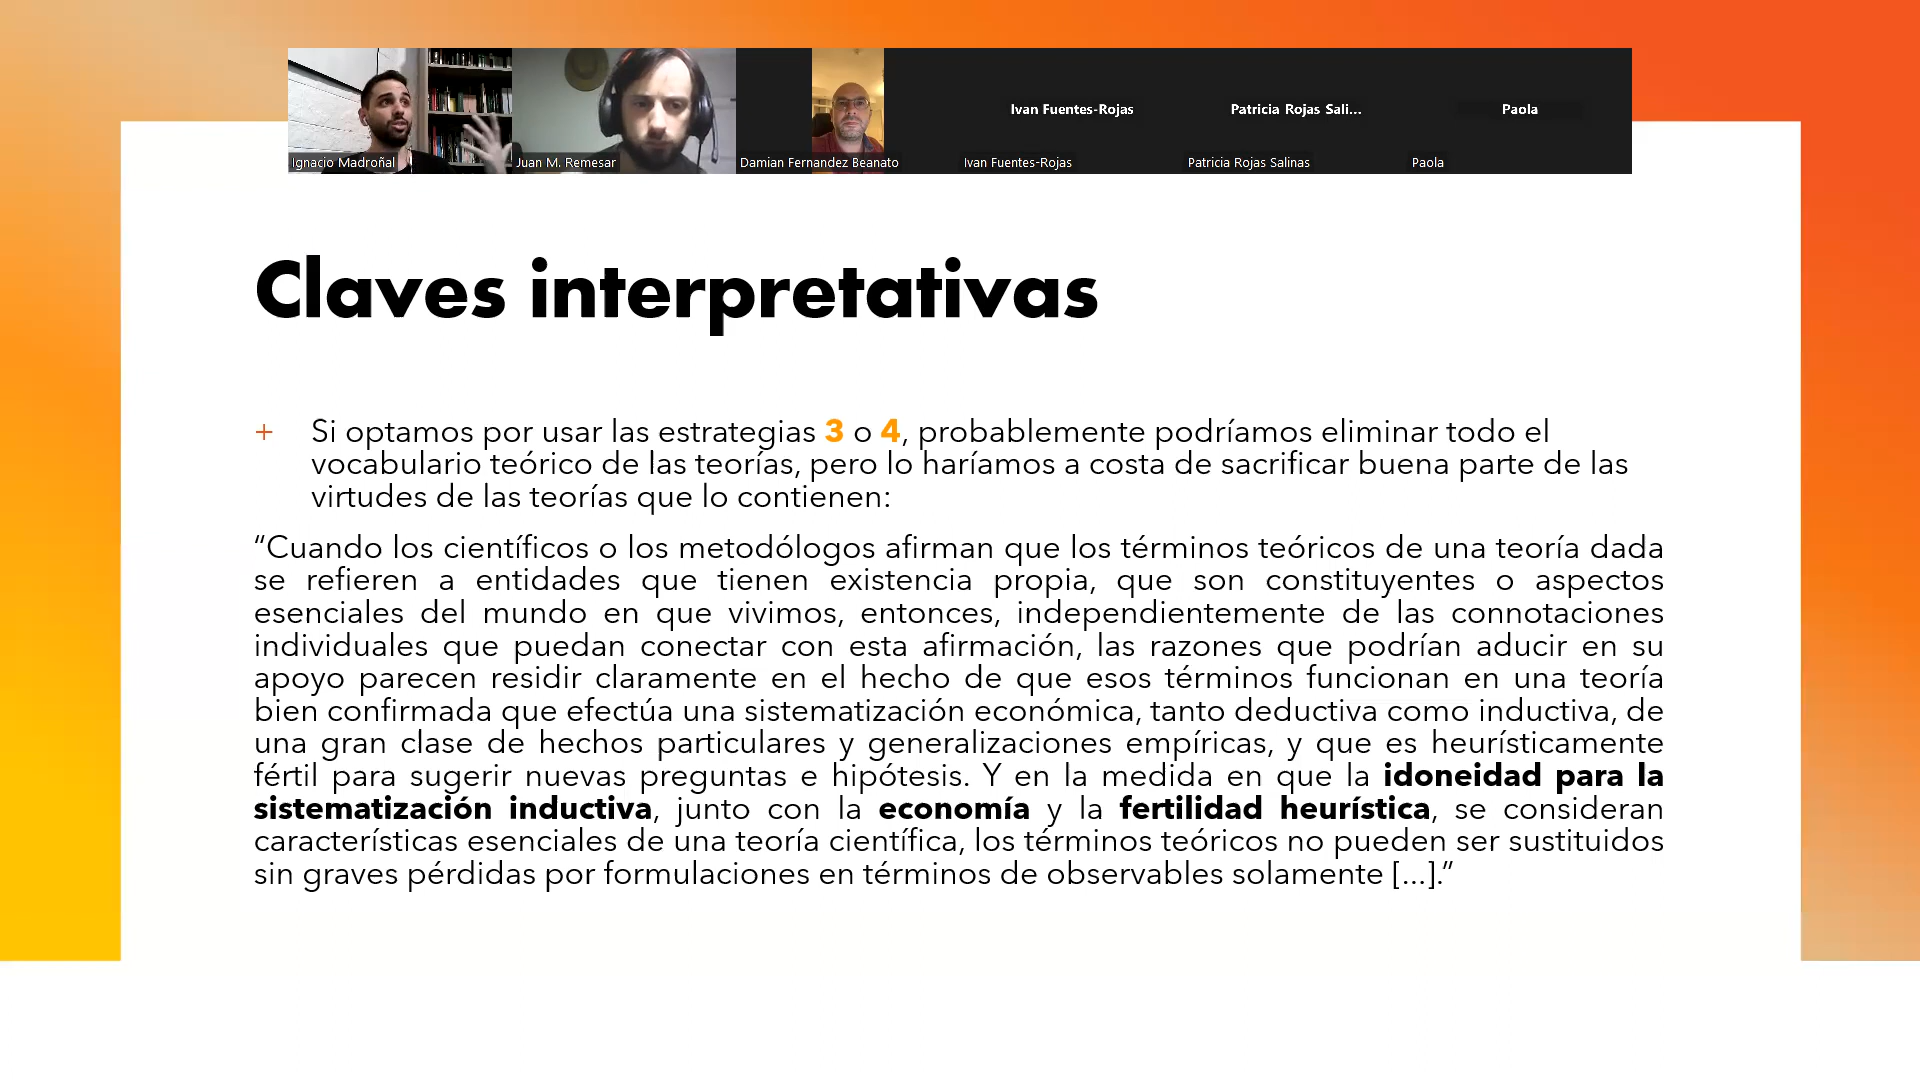 Ivan Fuentes-Rojas
Patricia Rojas Sali...
Paola
Ignacio Madroñal
Juan M. Remesar
Damian Fernandez Beanato
Ivan Fuentes-Rojas
Patricia Rojas Salinas
Paola
Claves interpretativas
+ Si optamos por usar las estrategias 3 o 4, probablemente podríamos eliminar todo el
vocabulario teórico de las teorías, pero lo haríamos a costa de sacrificar buena parte de las
virtudes de las teorías que lo contienen:
“Cuando los científicos o los metodólogos afirman que los términos teóricos de una teoría dada
se refieren a entidades que tienen existencia propia, que son constituyentes o aspectos
esenciales del mundo en que vivimos, entonces, independientemente de las connotaciones
individuales que puedan conectar con esta afirmación, las razones que podrían aducir en su
apoyo parecen residir claramente en el hecho de que esos términos funcionan en una teoría
bien confirmada que efectúa una sistematización económica, tanto deductiva como inductiva, de
una gran clase de hechos particulares y generalizaciones empíricas, y que es heurísticamente
fértil para sugerir nuevas preguntas e hipótesis. Y en la medida en que la idoneidad para la
sistematización inductiva, junto con la economía y la fertilidad heurística, se consideran
características esenciales de una teoría científica, los términos teóricos no pueden ser sustituidos
sin graves pérdidas por formulaciones en términos de observables solamente [...].”